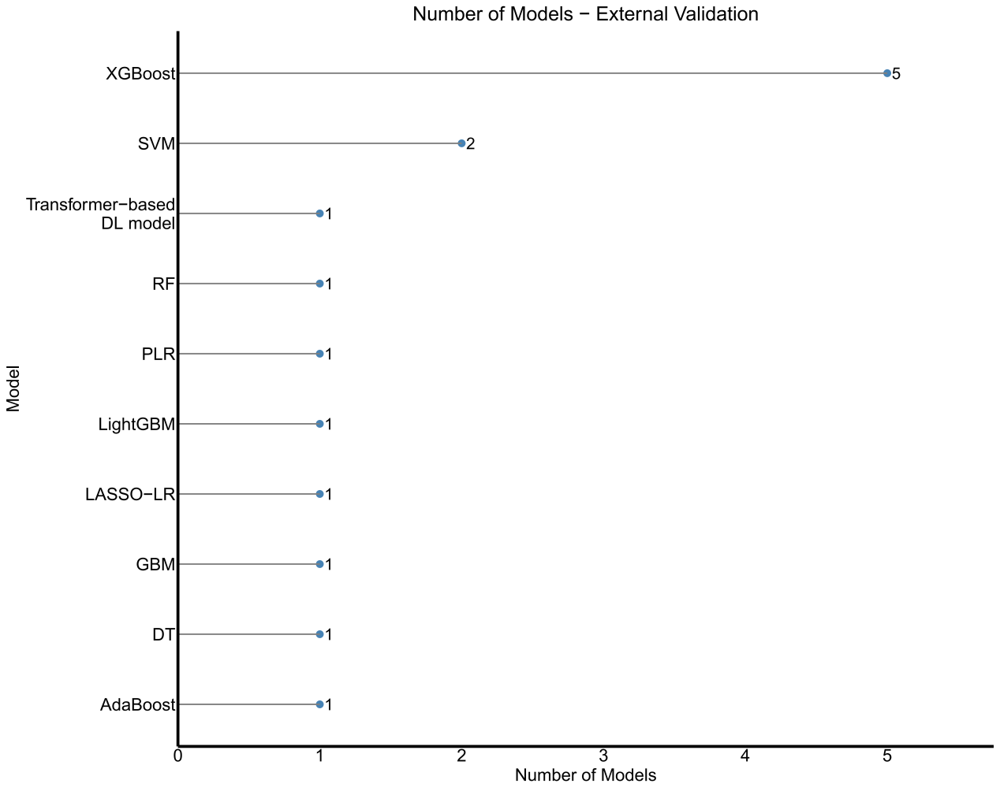 Number of Models − External Validation
XGBoost
5
SVM
2
Transformer−based
DL model
1
RF
1
PLR
1
LightGBM
1
LASSO−LR
1
GBM
1
DT
1
AdaBoost
1
Model
0 1 2 3 4 5
Number of Models